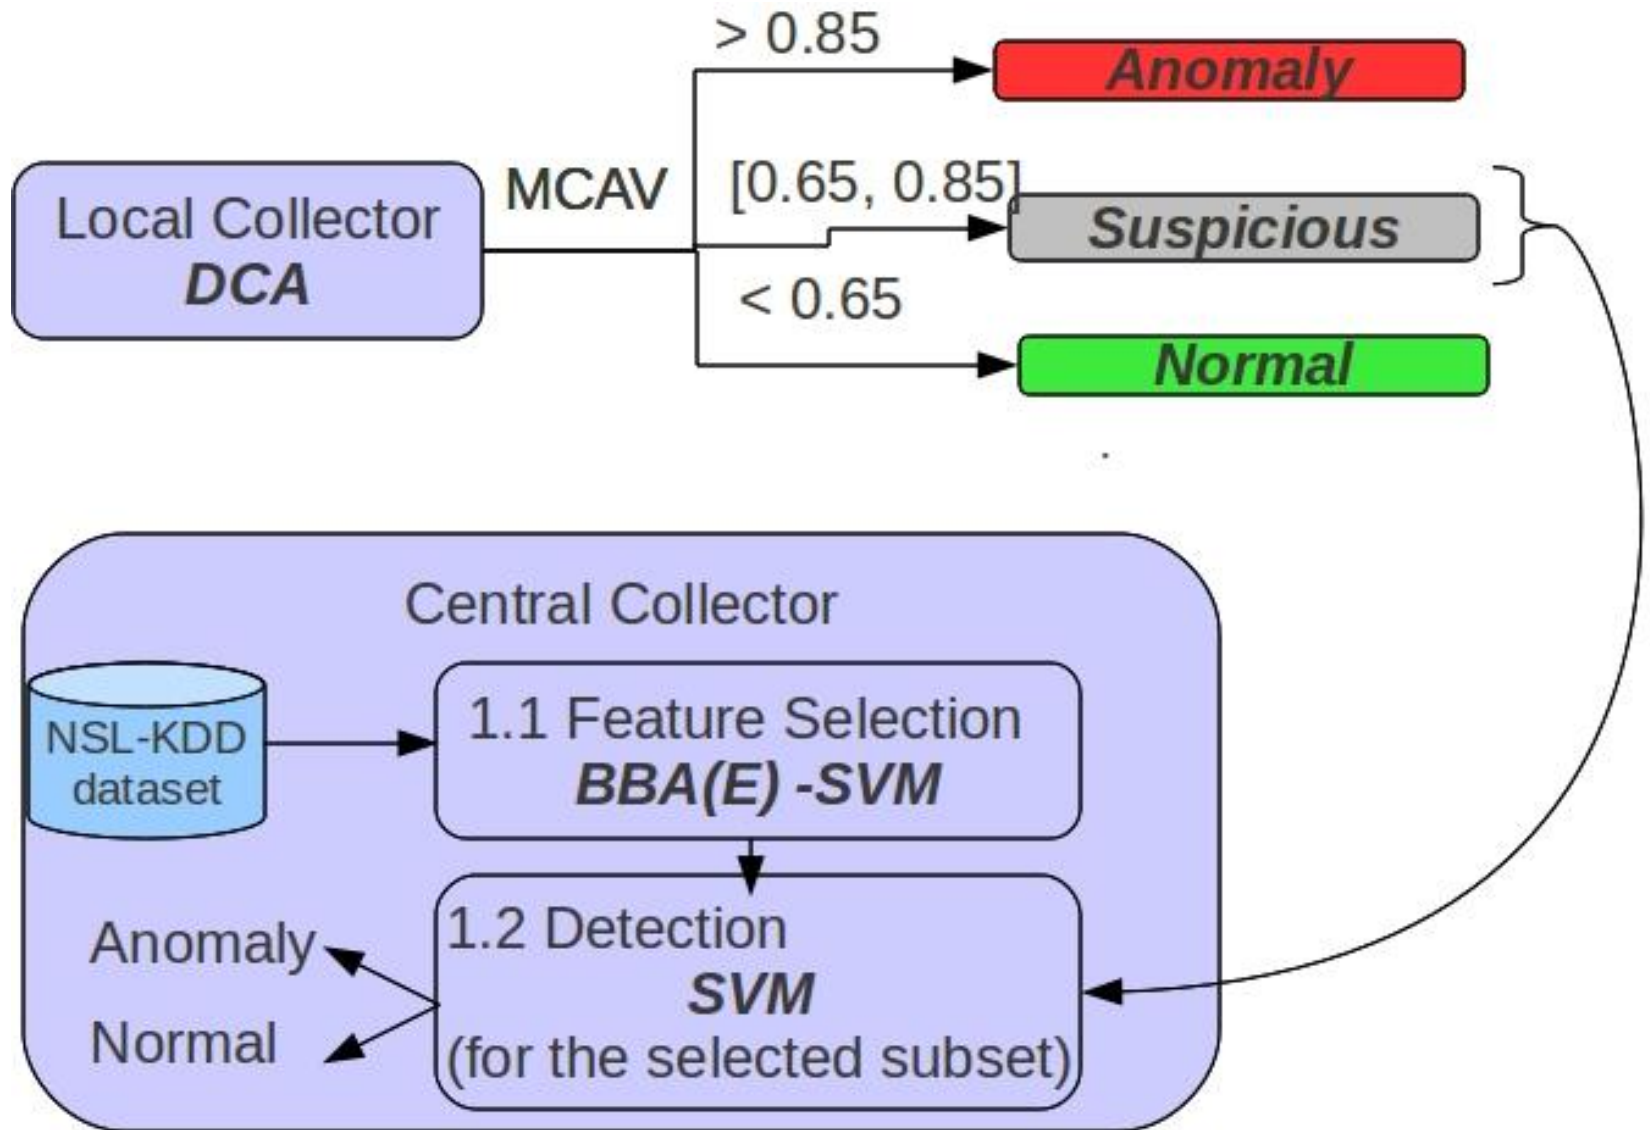 > 0.85
Anomaly
MCAV
[0.65, 0.85]
Local Collector
DCA
Suspicious
< 0.65
Normal
Central Collector
NSL-KDD
dataset
1.1 Feature Selection
BBA(E) -SVM
1.2 Detection
SVM
(for the selected subset)
Anomaly
Normal